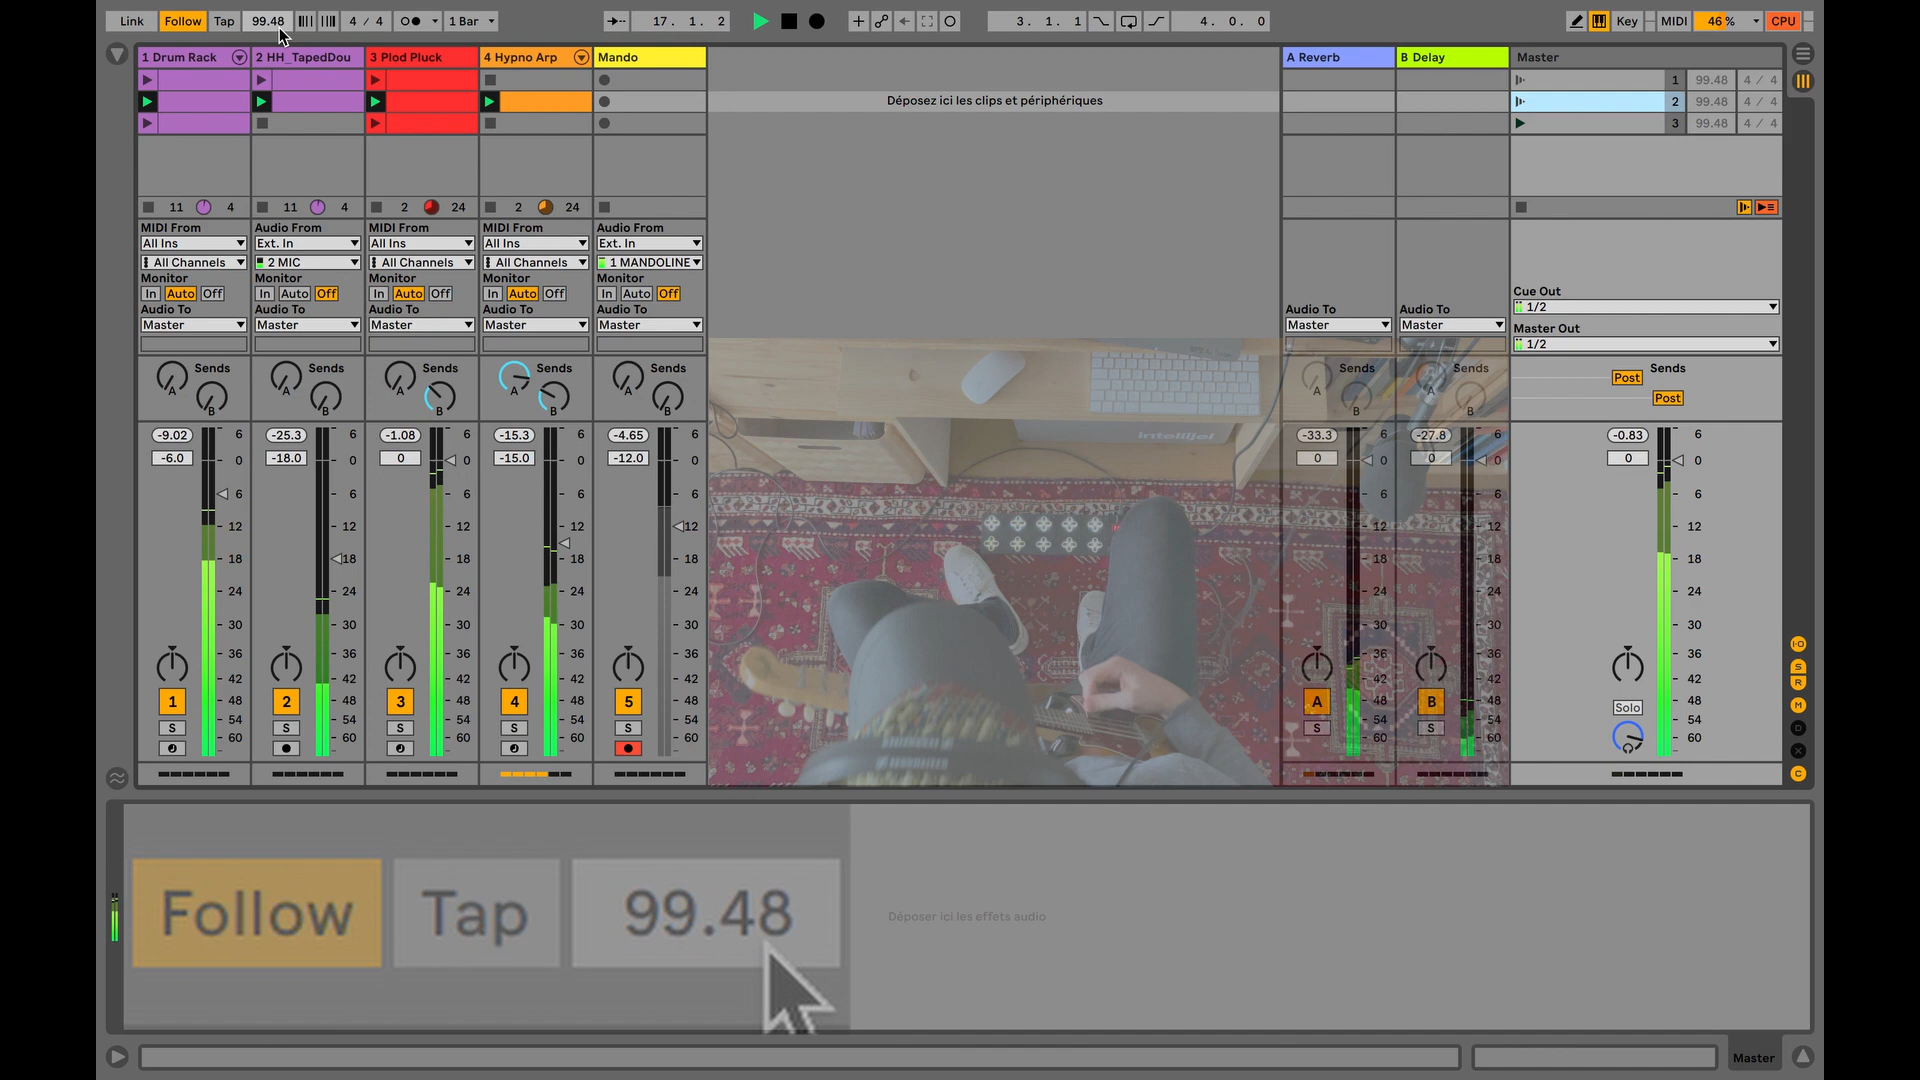 Link Follow Tap 99.48 4 / 4 1 Bar 17. 1. 2 3. 1. 1 4. 0. 0 Key MIDI 46 % CPU
1 Drum Rack 2 HH_TapedDou 3 Plod Pluck 4 Hypno Arp Mando A Reverb B Delay Master
1 99.48 4 / 4
Déposez ici les clips et périphériques 2 99.48 4 / 4
3 99.48 4 / 4
11 4 11 4 2 24 2 24
MIDI From Audio From MIDI From MIDI From Audio From
All Ins Ext. In All Ins All Ins Ext. In
All Channels 2 MIC All Channels All Channels 1 MANDOLINE
Monitor Monitor Monitor Monitor Monitor
In Auto Off In Auto Off In Auto Off In Auto Off In Auto Off Cue Out
Audio To Audio To Audio To Audio To Audio To Audio To Audio To 1/2
Master Master Master Master Master Master Master Master Out
1/2
Sends Sends Sends Sends Sends Sends Sends Sends
A A A A A A A Post
B B B B B B B Post
-9.02 6 -25.3 6 -1.08 6 -15.3 6 -4.65 6 -33.3 6 -27.8 6 -0.83 6
-6.0 0 -18.0 0 0 0 -15.0 0 -12.0 0 0 0 0 0 0 0
intellijel
6 6 6 6 6 6 6 6
12 12 12 12 12 12 12 12
18 18 18 18 18 18 18 18
24 24 24 24 24 24 24 24
30 30 30 30 30 30 30 30
36 36 36 36 36 36 36 36
42 42 42 42 42 42 42 42
1 48 2 48 3 48 4 48 5 48 A 48 B 48 Solo 48
S 54 S 54 S 54 S 54 S 54 S 54 S 54 54
60 60 60 60 60 60 60 60
I·O
S
R
M
D
X
C
Follow Tap 99.48 Déposer ici les effets audio
Master